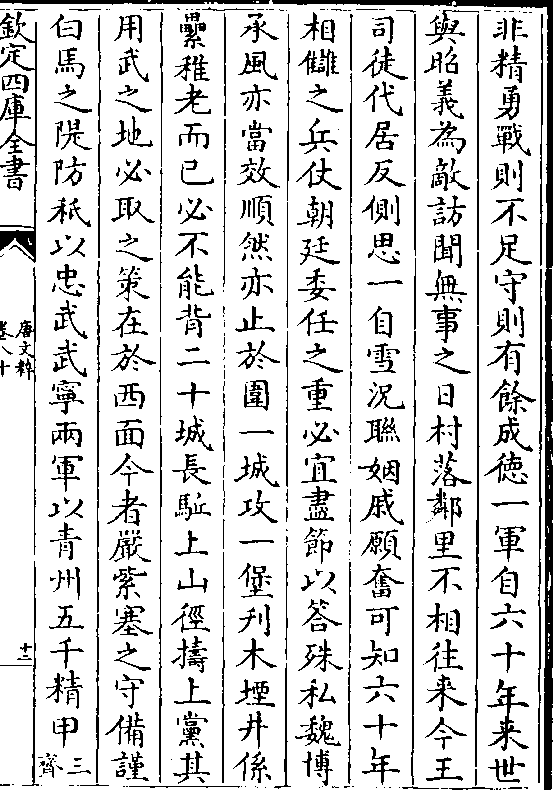 非精勇戰則不足守則有餘成徳一軍自六十年来世
與昭義為敵訪聞無事之日村落鄰里不相往来今王
司徒代居反側思一自雪況聯姻戚願奮可知六十年
相讎之兵仗朝廷委任之重必宜盡節以答殊私魏博
承風亦當效順然亦止於圍一城攻一堡刋木堙井係
纍稚老而已必不能背二十城長驅上山徑擣上黨其
用武之地必取之策在於西面今者嚴紫塞之守備謹
白馬之隄防秖以忠武武寧兩軍以青州五千精甲三齊
欽定四庫全書
唐文粹
卷八十
十二